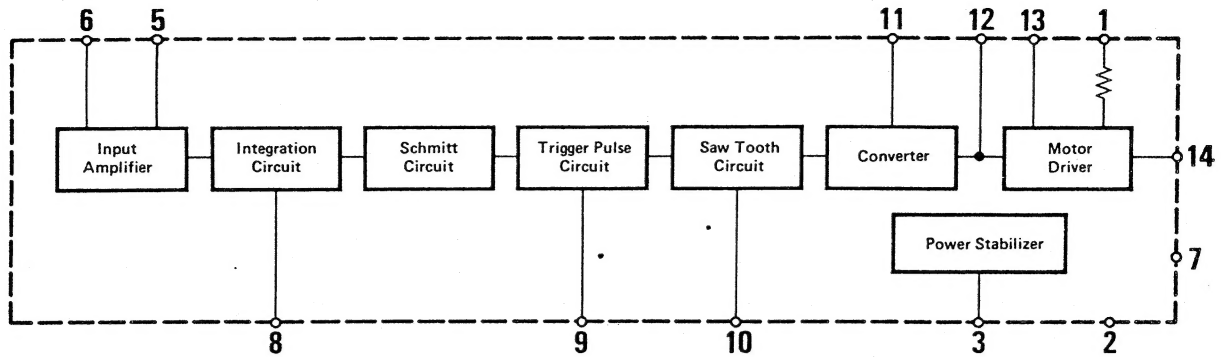 6 5 11 12 13 1
Input
Amplifier
Integration
Circuit
Schmitt
Circuit
Trigger Pulse
Circuit
Saw Tooth
Circuit
Converter
Motor
Driver
14
Power Stabilizer
7
8 9 10 3 2